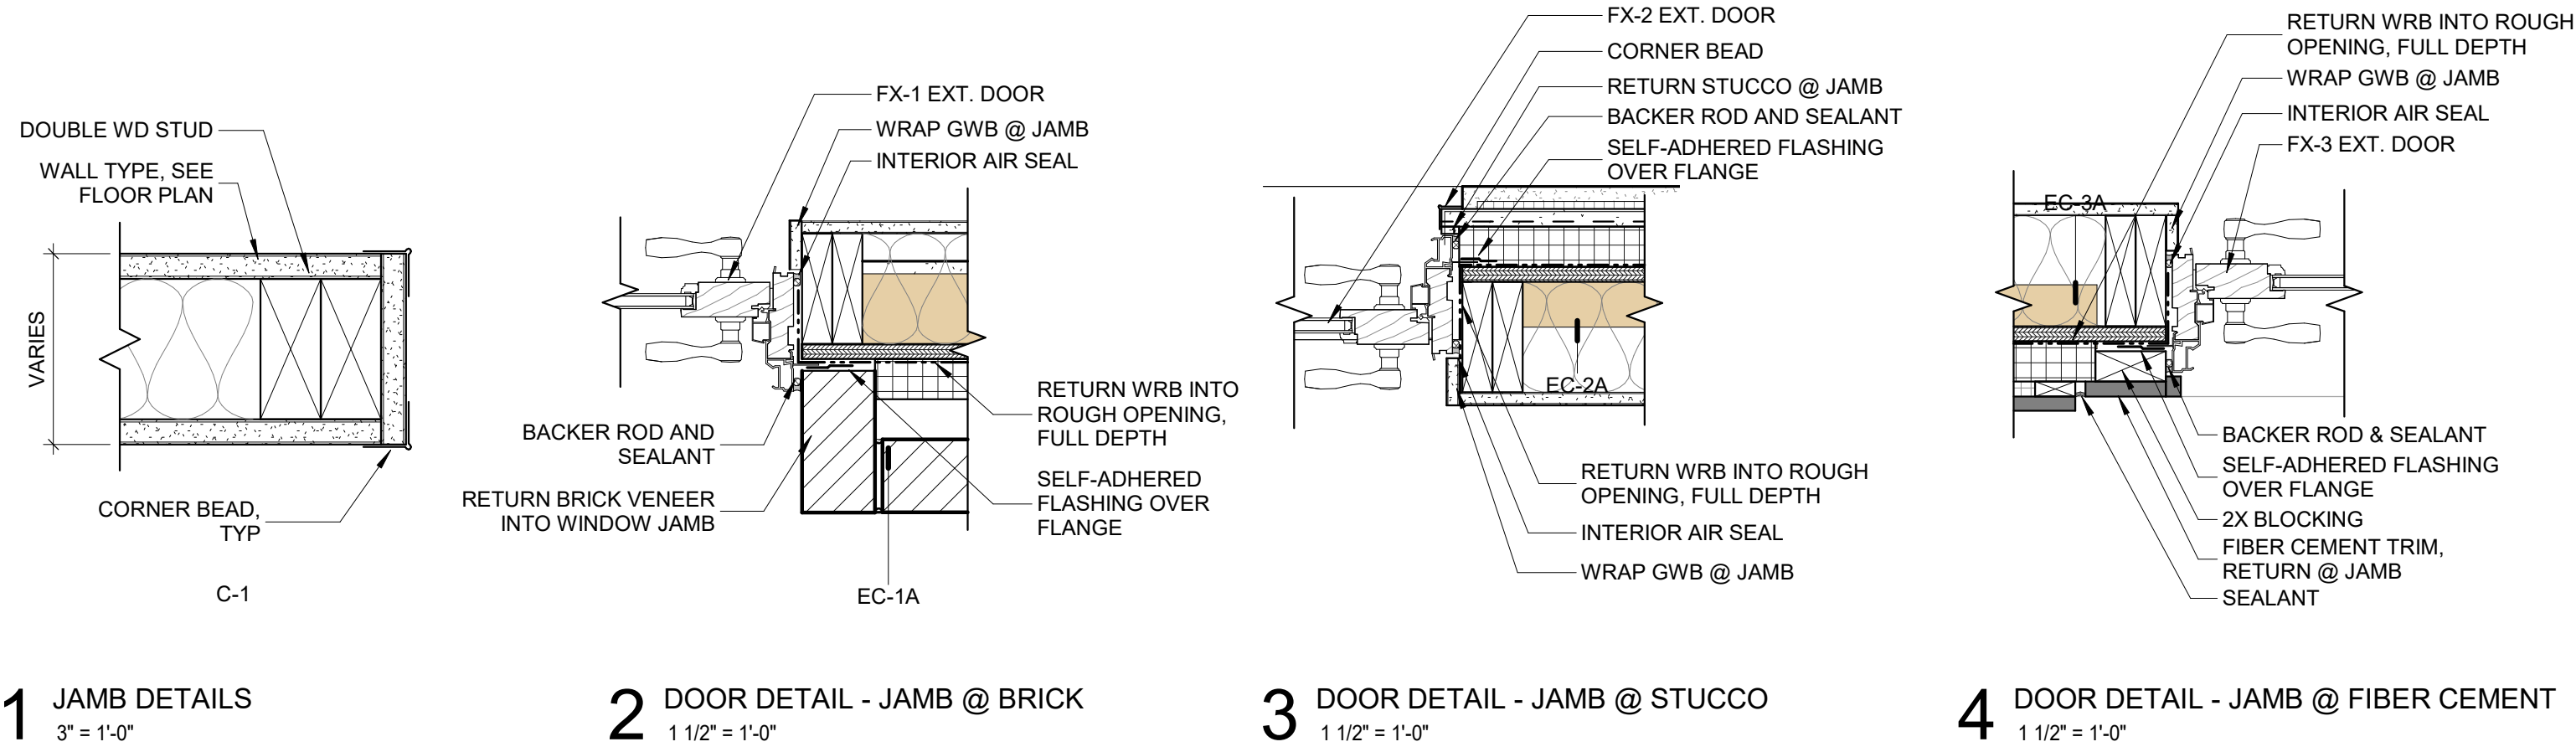 DOUBLE WD STUD
WALL TYPE, SEE
FLOOR PLAN
VARIES
CORNER BEAD,
TYP
C-1
1 JAMB DETAILS
3" = 1'-0"
FX-1 EXT. DOOR
WRAP GWB @ JAMB
INTERIOR AIR SEAL
BACKER ROD AND
SEALANT
RETURN BRICK VENEER
INTO WINDOW JAMB
RETURN WRB INTO
ROUGH OPENING,
FULL DEPTH
SELF-ADHERED
FLASHING OVER
FLANGE
EC-1A
2 DOOR DETAIL - JAMB @ BRICK
1 1/2" = 1'-0"
FX-2 EXT. DOOR
CORNER BEAD
RETURN STUCCO @ JAMB
BACKER ROD AND SEALANT
SELF-ADHERED FLASHING
OVER FLANGE
EC-2A
RETURN WRB INTO ROUGH
OPENING, FULL DEPTH
INTERIOR AIR SEAL
WRAP GWB @ JAMB
3 DOOR DETAIL - JAMB @ STUCCO
1 1/2" = 1'-0"
RETURN WRB INTO ROUGH
OPENING, FULL DEPTH
WRAP GWB @ JAMB
INTERIOR AIR SEAL
FX-3 EXT. DOOR
EC-3A
BACKER ROD & SEALANT
SELF-ADHERED FLASHING
OVER FLANGE
2X BLOCKING
FIBER CEMENT TRIM,
RETURN @ JAMB
SEALANT
4 DOOR DETAIL - JAMB @ FIBER CEMENT
1 1/2" = 1'-0"